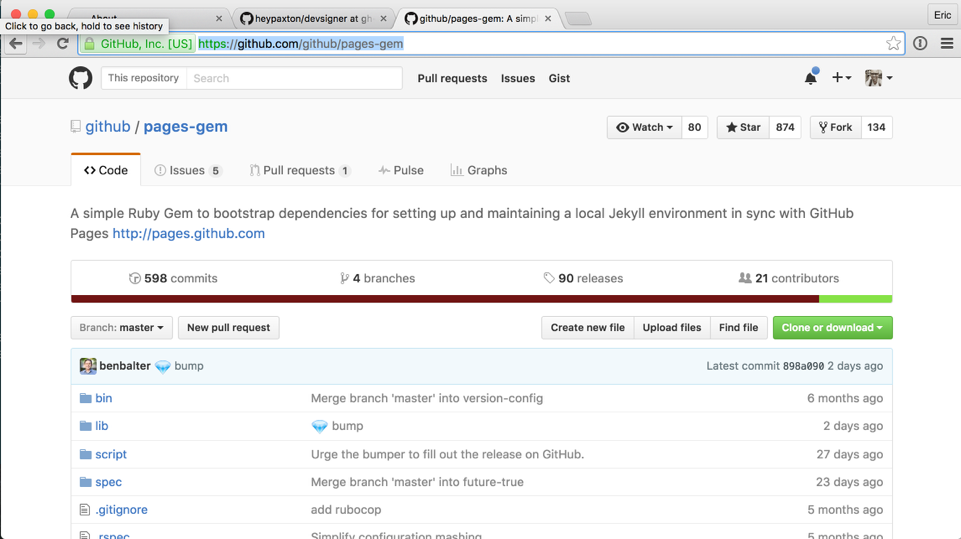 About
heypaxton/devsigner at gh
github/pages-gem: A simpl
Eric
Click to go back, hold to see history
GitHub, Inc. [US] https://github.com/github/pages-gem
This repository Search Pull requests Issues Gist
github / pages-gem
Watch 80 Star 874 Fork 134
Code Issues 5 Pull requests 1 Pulse Graphs
A simple Ruby Gem to bootstrap dependencies for setting up and maintaining a local Jekyll environment in sync with GitHub
Pages http://pages.github.com
598 commits 4 branches 90 releases 21 contributors
Branch: master New pull request Create new file Upload files Find file Clone or download
benbalter bump Latest commit 898a090 2 days ago
bin Merge branch 'master' into version-config 6 months ago
lib bump 2 days ago
script Urge the bumper to fill out the release on GitHub. 27 days ago
spec Merge branch 'master' into future-true 23 days ago
.gitignore add rubocop 5 months ago
.rspec Simplify configuration mashing 5 months ago